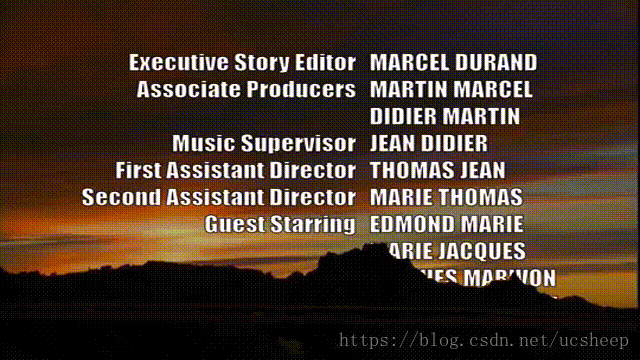 Executive Story Editor MARCEL DURAND
Associate Producers MARTIN MARCEL
DIDIER MARTIN
Music Supervisor JEAN DIDIER
First Assistant Director THOMAS JEAN
Second Assistant Director MARIE THOMAS
Guest Starring EDMOND MARIE
JACQUES
https://blog.csdn.net/ucsheep